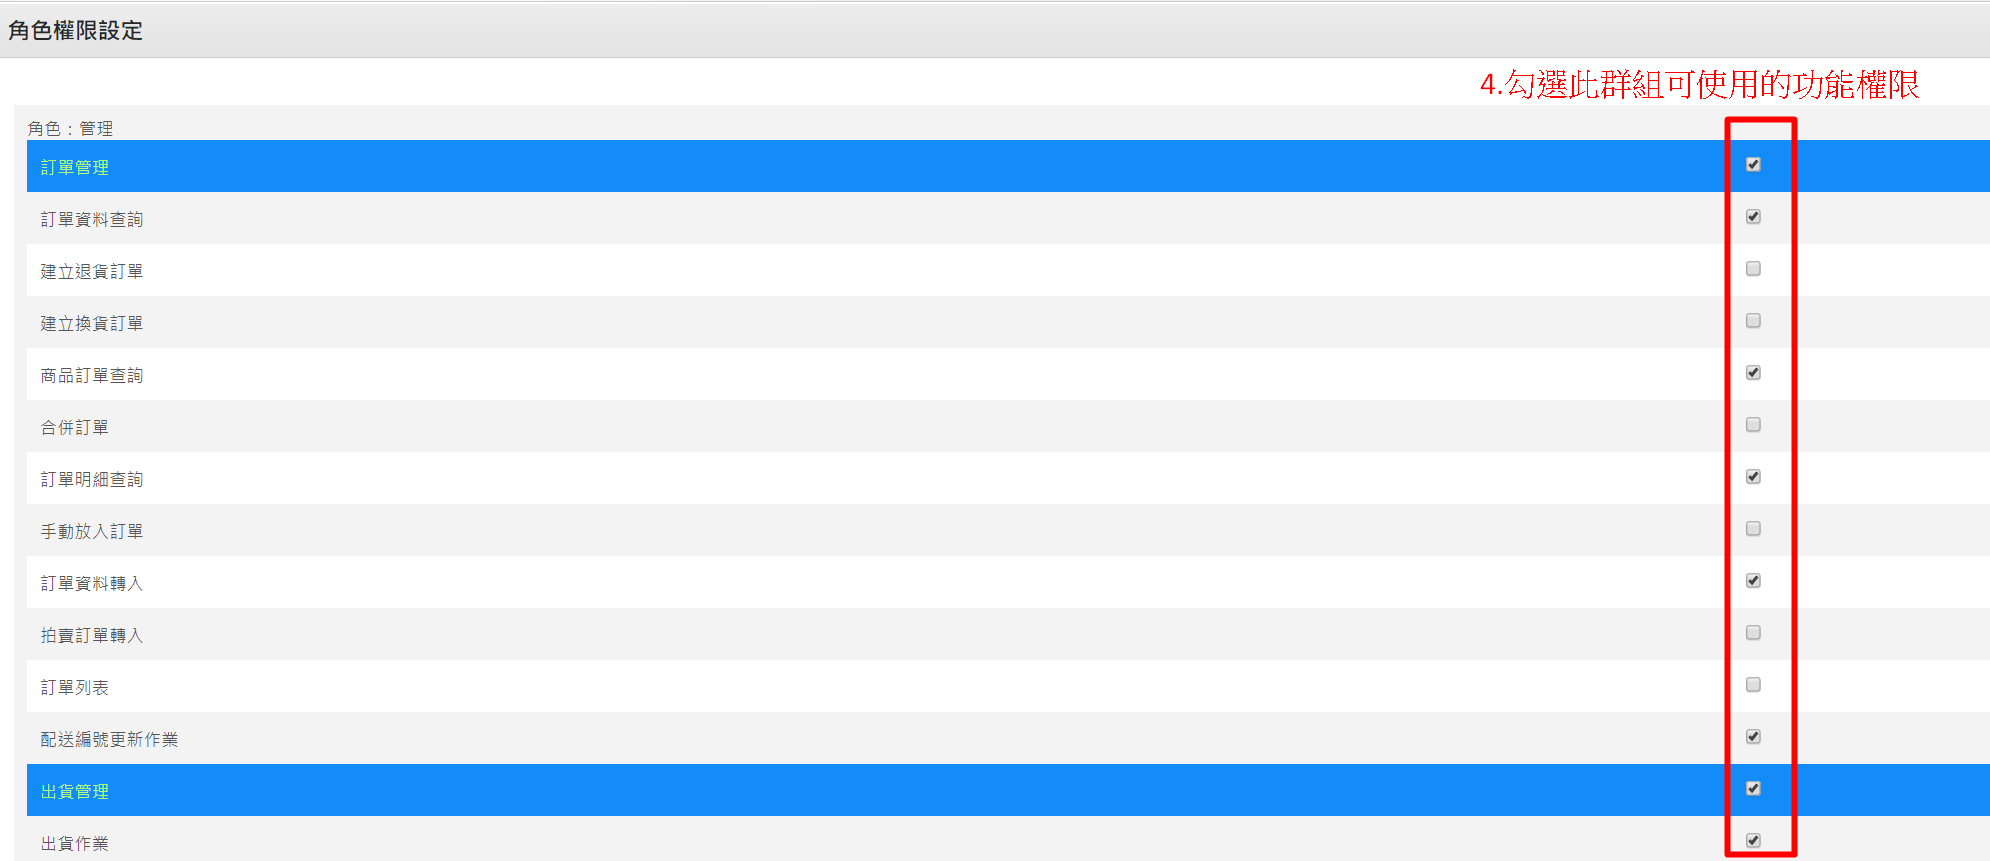 角色權限設定
4.勾選此群組可使用的功能權限
角色：管理
訂單管理
訂單資料查詢
建立退貨訂單
建立換貨訂單
商品訂單查詢
合併訂單
訂單明細查詢
手動放入訂單
訂單資料轉入
拍賣訂單轉入
訂單列表
配送編號更新作業
出貨管理
出貨作業